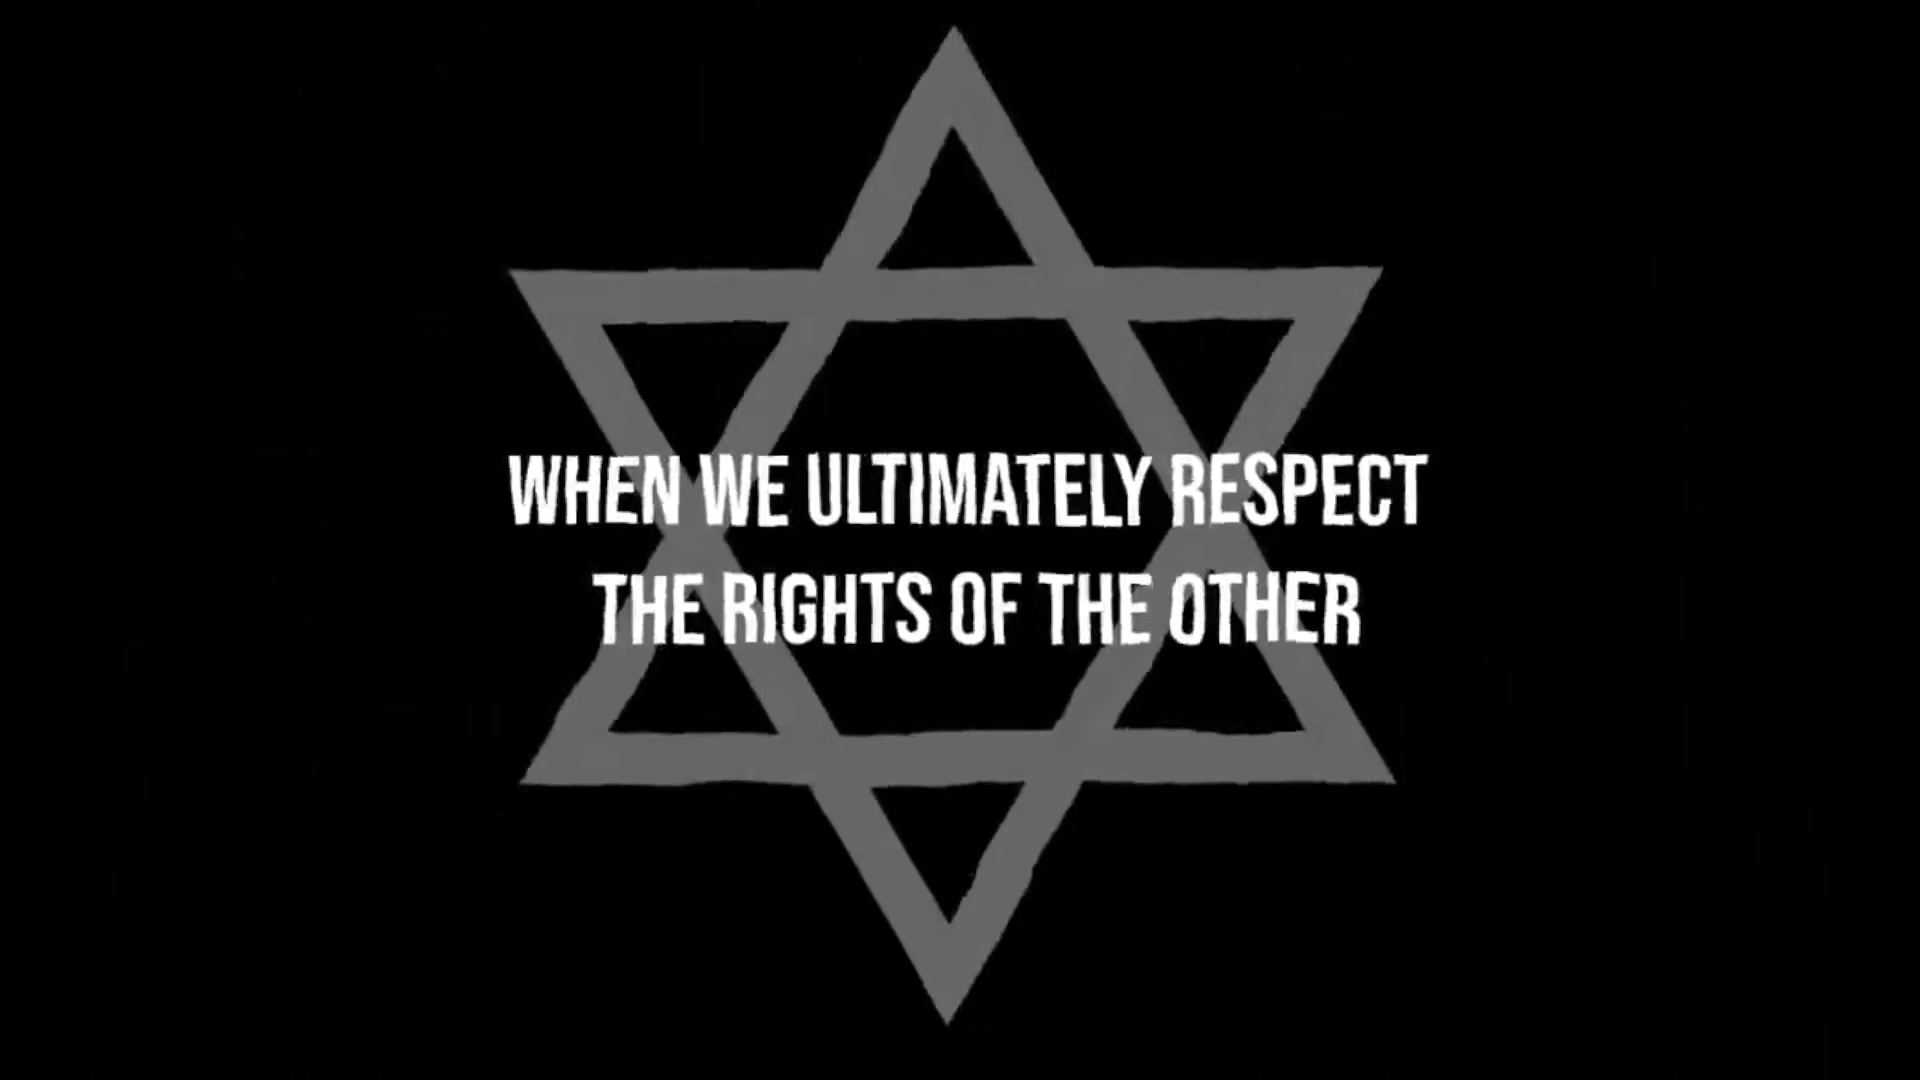 WHEN WE ULTIMATELY RESPECT
THE RIGHTS OF THE OTHER